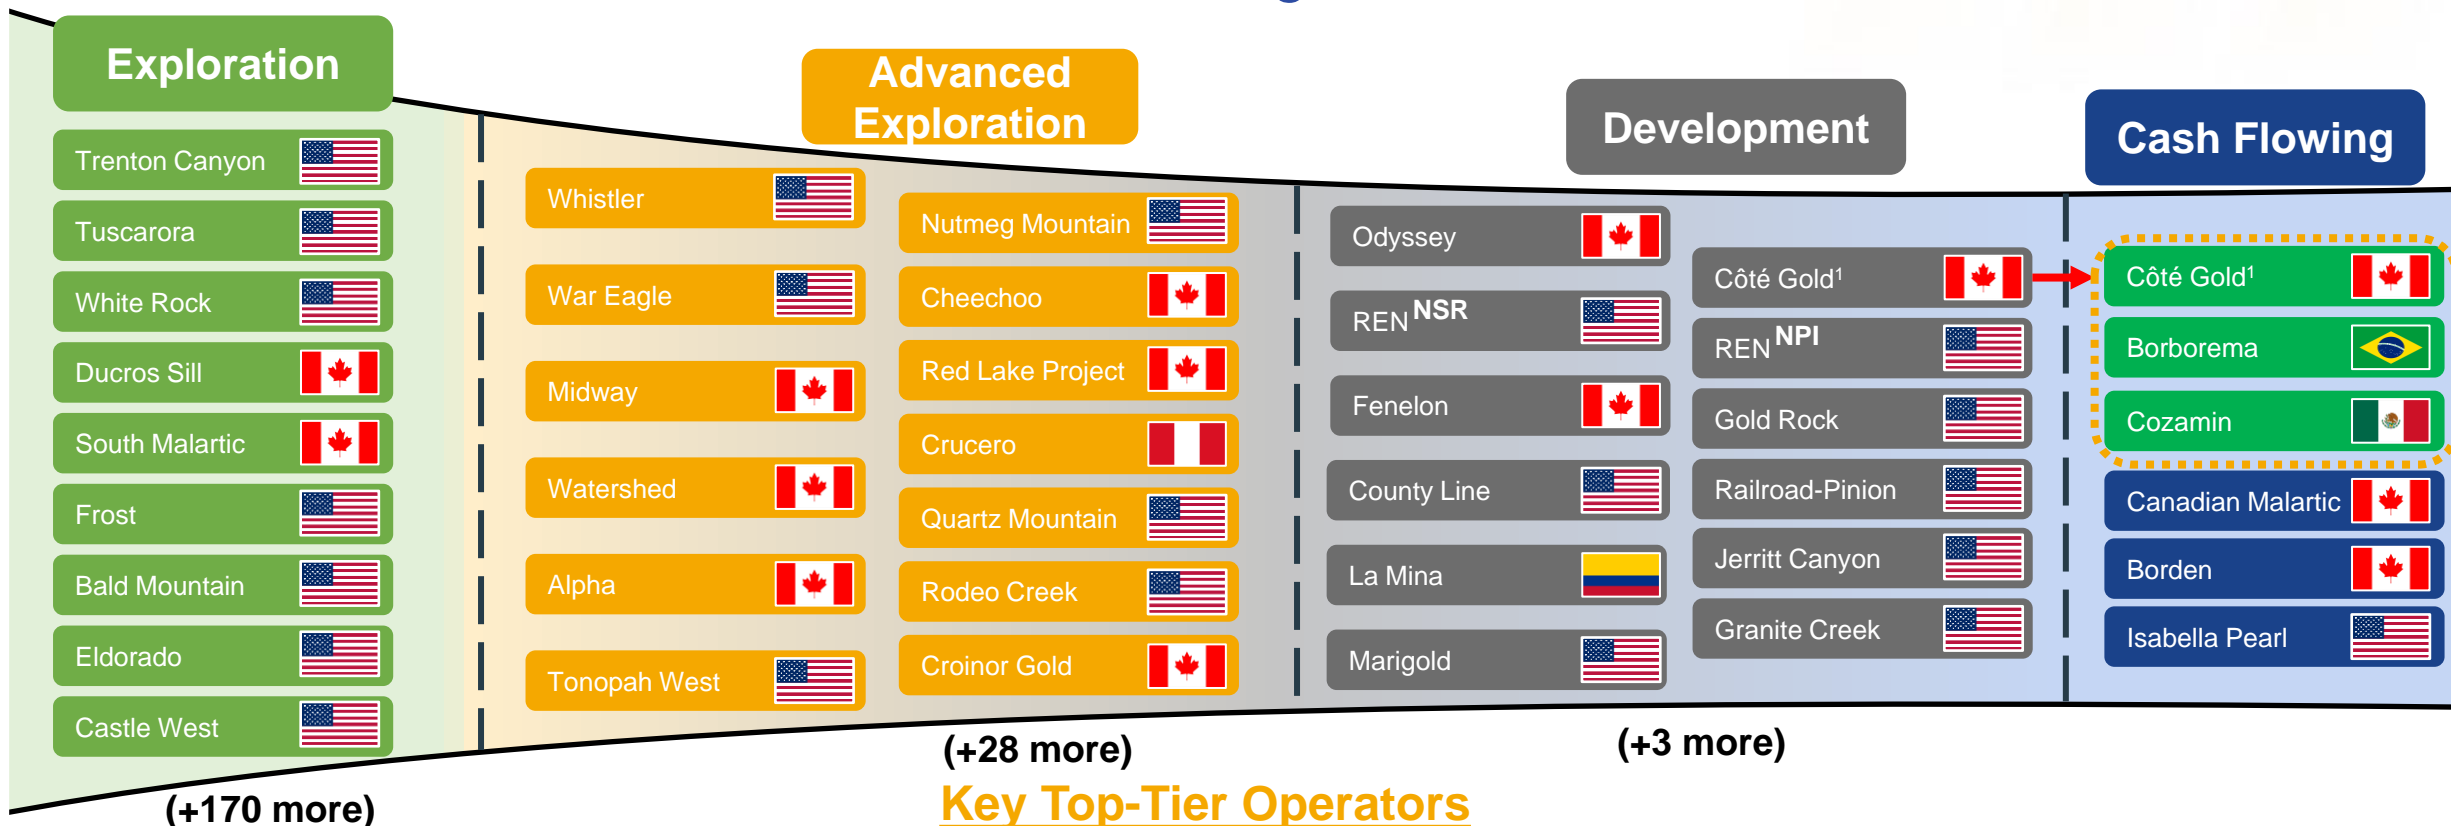 Exploration
Trenton Canyon
Tuscarora
White Rock
Ducros Sill
South Malartic
Frost
Bald Mountain
Eldorado
Castle West
(+170 more)
Advanced
Exploration
Whistler
War Eagle
Midway
Watershed
Alpha
Tonopah West
Nutmeg Mountain
Cheechoo
Red Lake Project
Crucero
Quartz Mountain
Rodeo Creek
Croinor Gold
(+28 more)
Development
Odyssey
REN NSR
Fenelon
County Line
La Mina
Marigold
Côté Gold¹
REN NPI
Gold Rock
Railroad-Pinion
Jerritt Canyon
Granite Creek
(+3 more)
Cash Flowing
Côté Gold¹
Borborema
Cozamin
Canadian Malartic
Borden
Isabella Pearl
Key Top-Tier Operators